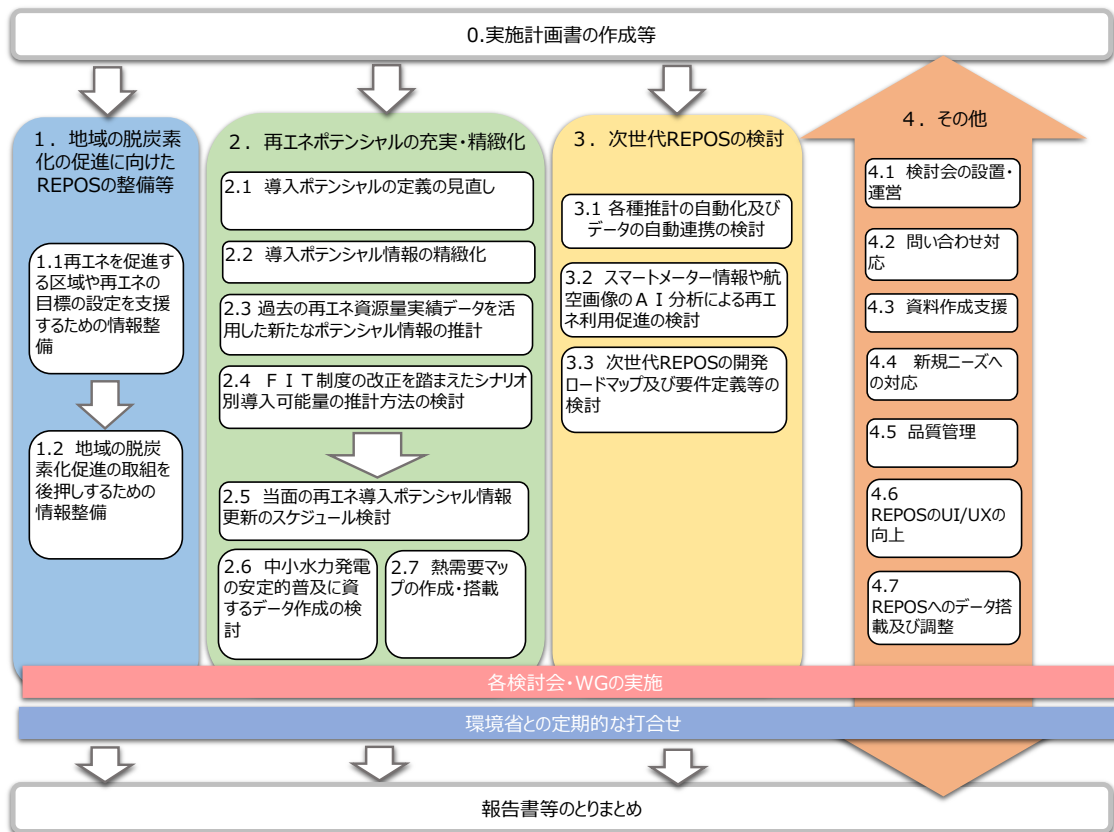 0.実施計画書の作成等
1．地域の脱炭素
化の促進に向けた
REPOSの整備等
1.1再エネを促進す
る区域や再エネの
目標の設定を支援
するための情報整
備
1.2 地域の脱炭
素化促進の取組を
後押しするための
情報整備
2．再エネポテンシャルの充実・精緻化
2.1 導入ポテンシャルの定義の見直し
2.2 導入ポテンシャル情報の精緻化
2.3 過去の再エネ資源量実績データを活
用した新たなポテンシャル情報の推計
2.4 ＦＩＴ制度の改正を踏まえたシナリオ
別導入可能量の推計方法の検討
2.5 当面の再エネ導入ポテンシャル情報
更新のスケジュール検討
2.6 中小水力発電
の安定的普及に資
するデータ作成の検
討
2.7 熱需要マッ
プの作成・搭載
3．次世代REPOSの検討
3.1 各種推計の自動化及び
データの自動連携の検討
3.2 スマートメーター情報や航
空画像のＡＩ分析による再エ
ネ利用促進の検討
3.3 次世代REPOSの開発
ロードマップ及び要件定義等の
検討
4．その他
4.1 検討会の設置・
運営
4.2 問い合わせ対
応
4.3 資料作成支援
4.4 新規ニーズへ
の対応
4.5 品質管理
4.6
REPOSのUI/UXの
向上
4.7
REPOSへのデータ搭
載及び調整
各検討会・WGの実施
環境省との定期的な打合せ
報告書等のとりまとめ